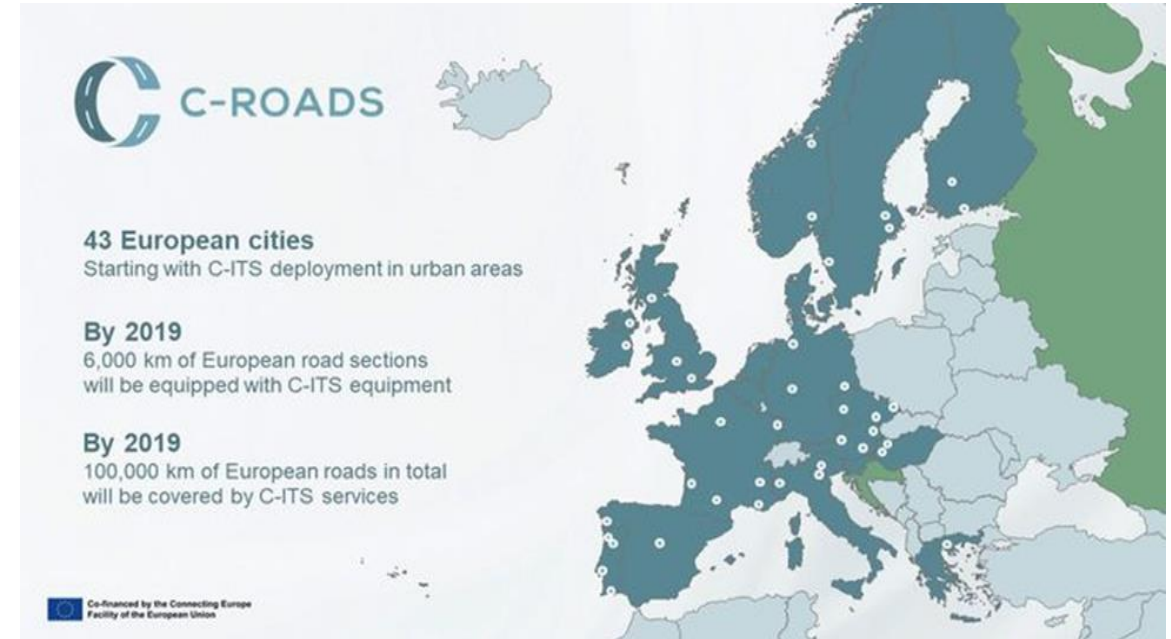 C-ROADS
43 European cities
Starting with C-ITS deployment in urban areas
By 2019
6,000 km of European road sections
will be equipped with C-ITS equipment
By 2019
100,000 km of European roads in total
will be covered by C-ITS services
Co-financed by the Connecting Europe
Facility of the European Union